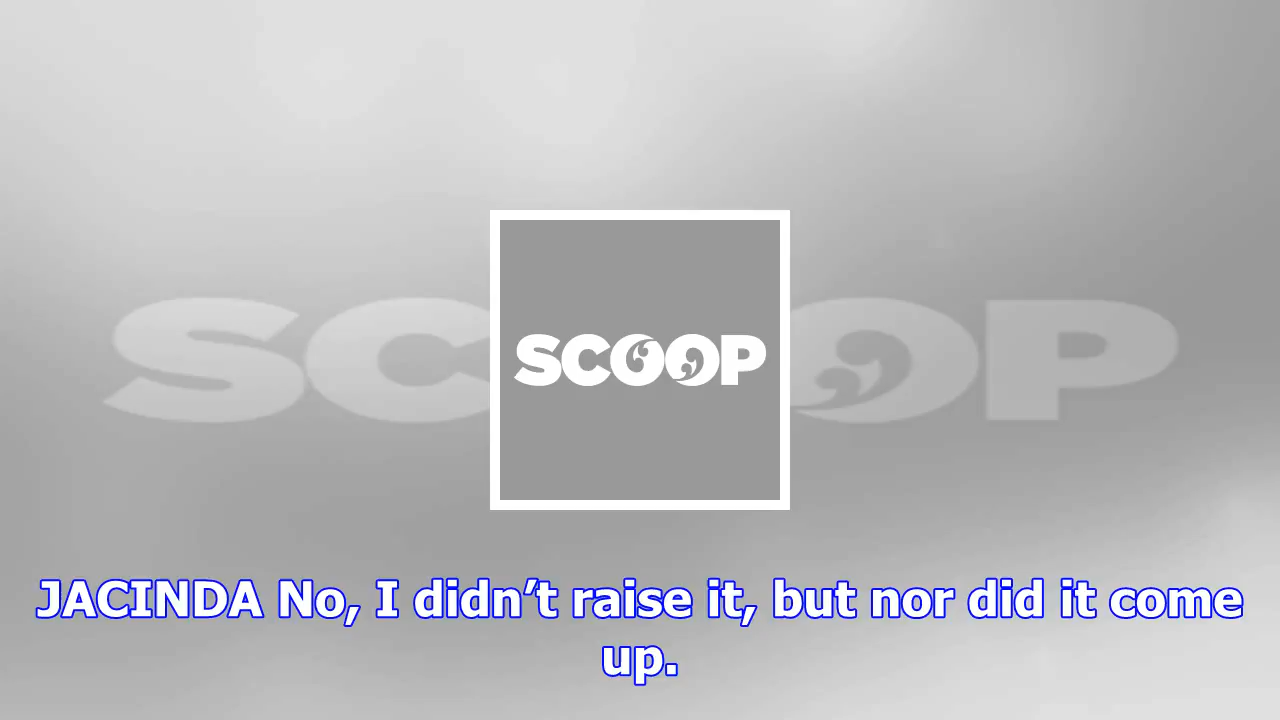 SCOOP
SCOOP
JACINDA No, I didn’t raise it, but nor did it come
up.